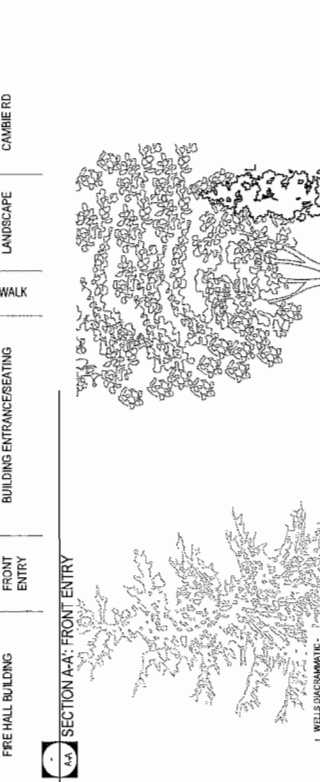 FIRE HALL BUILDING
FRONT
ENTRY
BUILDING ENTRANCE/SEATING
WALK
LANDSCAPE
CAMBIE RD
-
A-A
SECTION A-A': FRONT ENTRY
WELLS DIAGRAMMATIC -